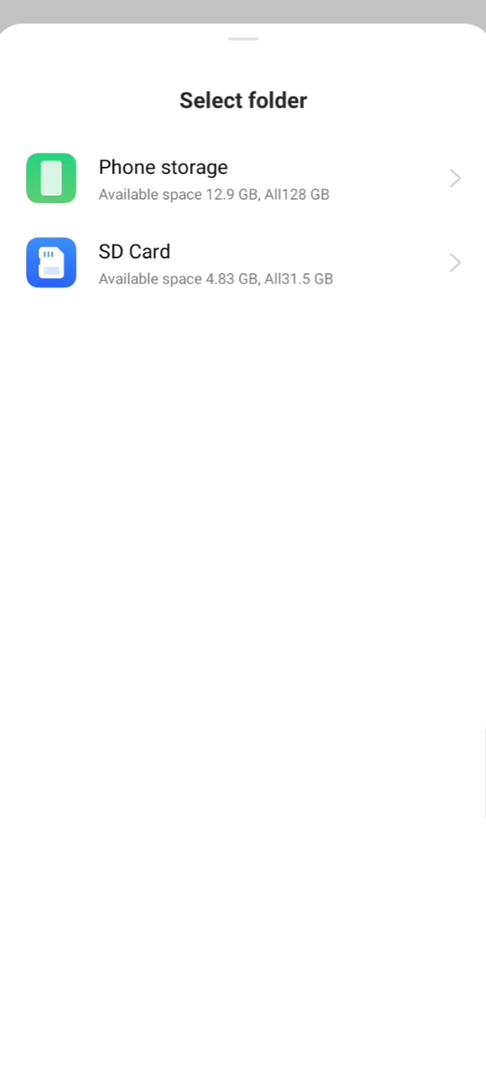 Select folder
Phone storage
Available space 12.9 GB, All128 GB
SD Card
Available space 4.83 GB, All31.5 GB